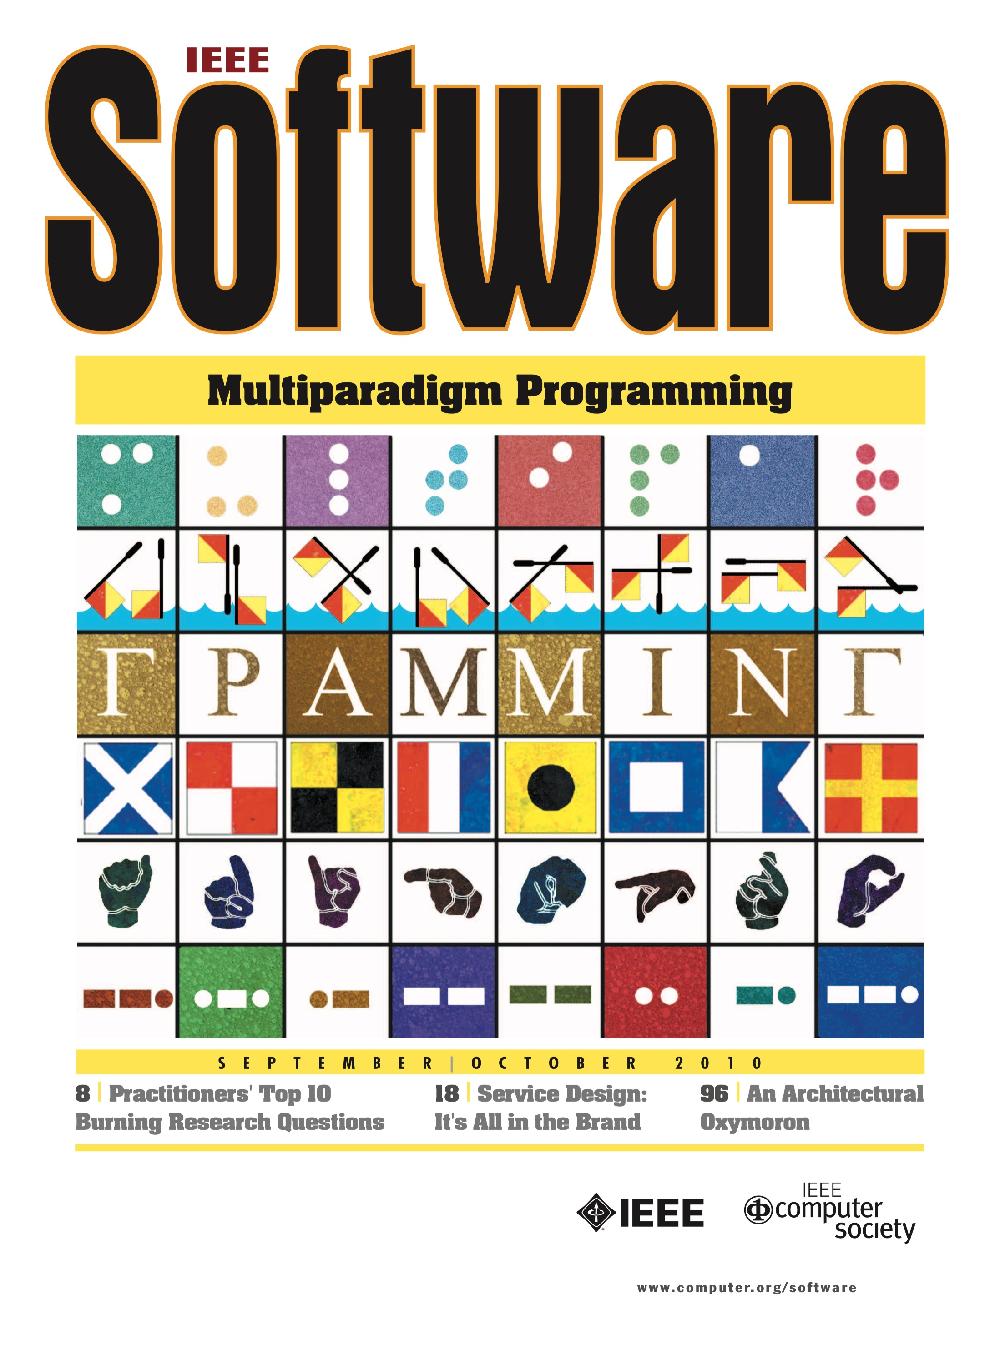 IEEE
Software
Multiparadigm Programming
ΓΡΑΜΜΙΝΓ
SEPTEMBER | OCTOBER 2010
8 | Practitioners' Top 10
Burning Research Questions
18 | Service Design:
It's All in the Brand
96 | An Architectural
Oxymoron
IEEE
IEEE
computer
society
www.computer.org/software